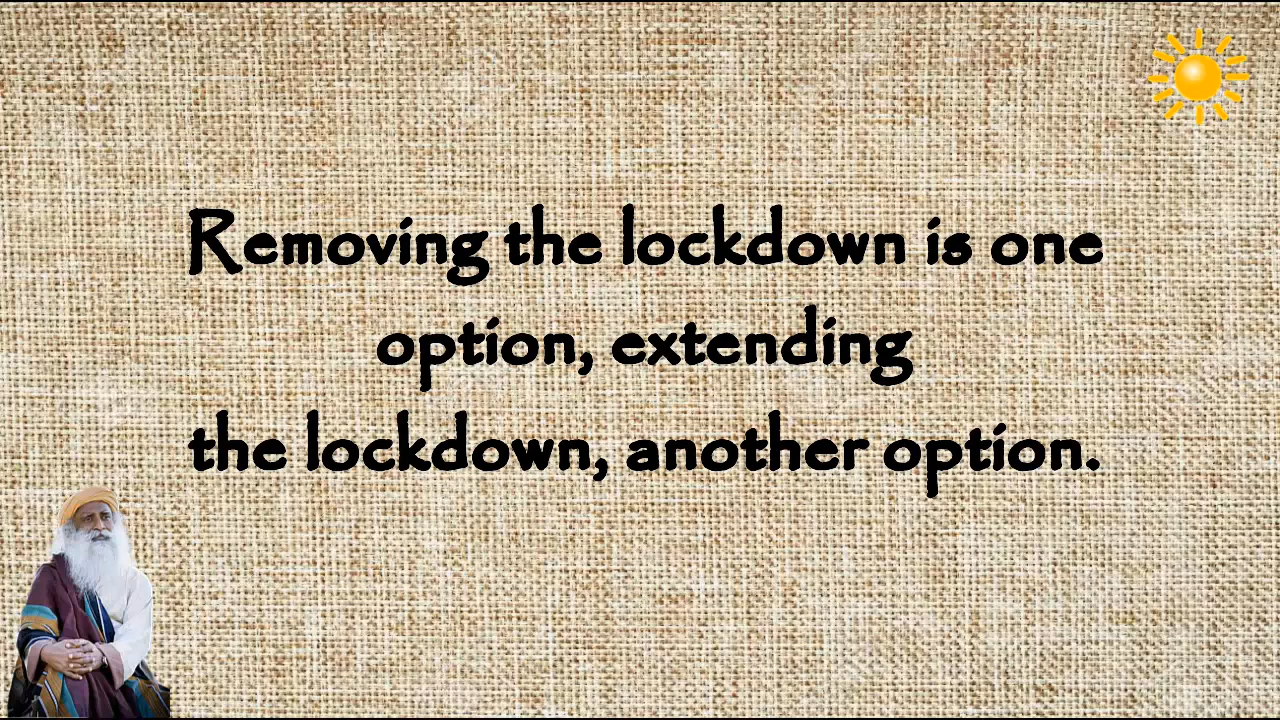 Removing the lockdown is one
option, extending
the lockdown, another option.